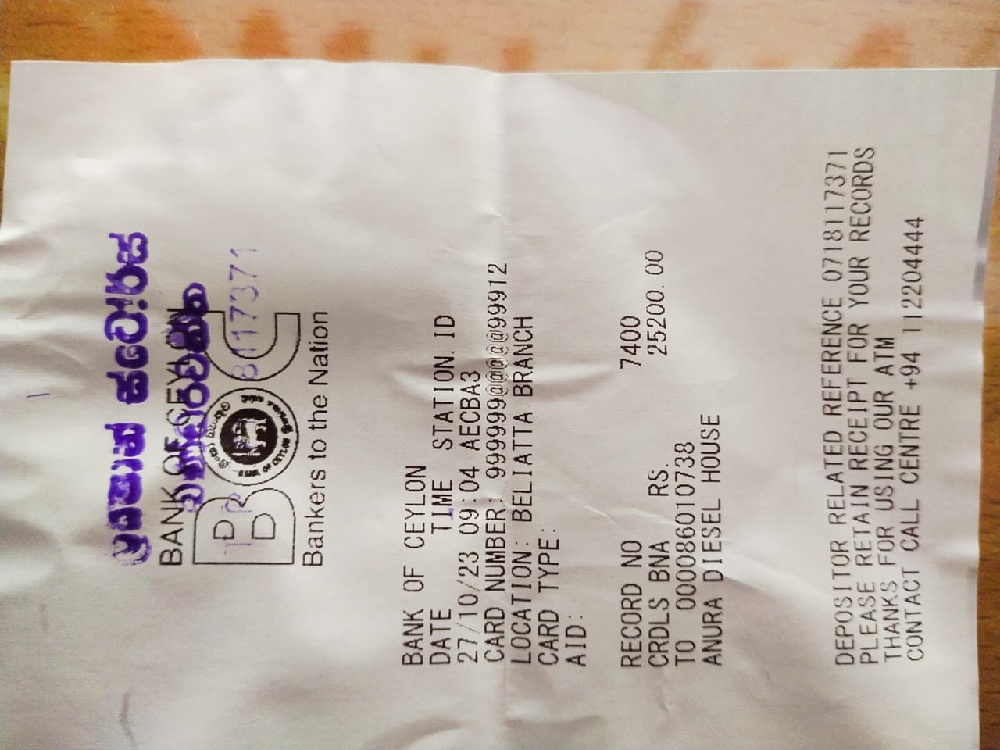 BANK OF CEYLON
BOC
8117371
Bankers to the Nation
BANK OF CEYLON
DATE TIME STATION ID
27/10/23 09:04 AECBA3
CARD NUMBER: 999999@@@@@99912
LOCATION: BELIATTA BRANCH
CARD TYPE:
AID:
RECORD NO 7400
CRDLS BNA RS. 25200.00
TO 000086010738
ANURA DIESEL HOUSE
DEPOSITOR RELATED REFERENCE 0718117371
PLEASE RETAIN RECEIPT FOR YOUR RECORDS
THANKS FOR USING OUR ATM
CONTACT CALL CENTRE +94 112204444